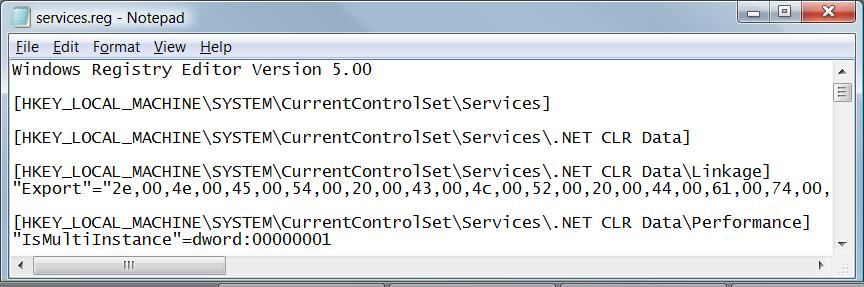 services.reg - Notepad
File Edit Format View Help
Windows Registry Editor Version 5.00
[HKEY_LOCAL_MACHINE\SYSTEM\CurrentControlSet\Services]
[HKEY_LOCAL_MACHINE\SYSTEM\CurrentControlSet\Services\.NET CLR Data]
[HKEY_LOCAL_MACHINE\SYSTEM\CurrentControlSet\Services\.NET CLR Data\Linkage]
"Export"="2e,00,4e,00,45,00,54,00,20,00,43,00,4c,00,52,00,20,00,44,00,61,00,74,00,
[HKEY_LOCAL_MACHINE\SYSTEM\CurrentControlSet\Services\.NET CLR Data\Performance]
"IsMultiInstance"=dword:00000001